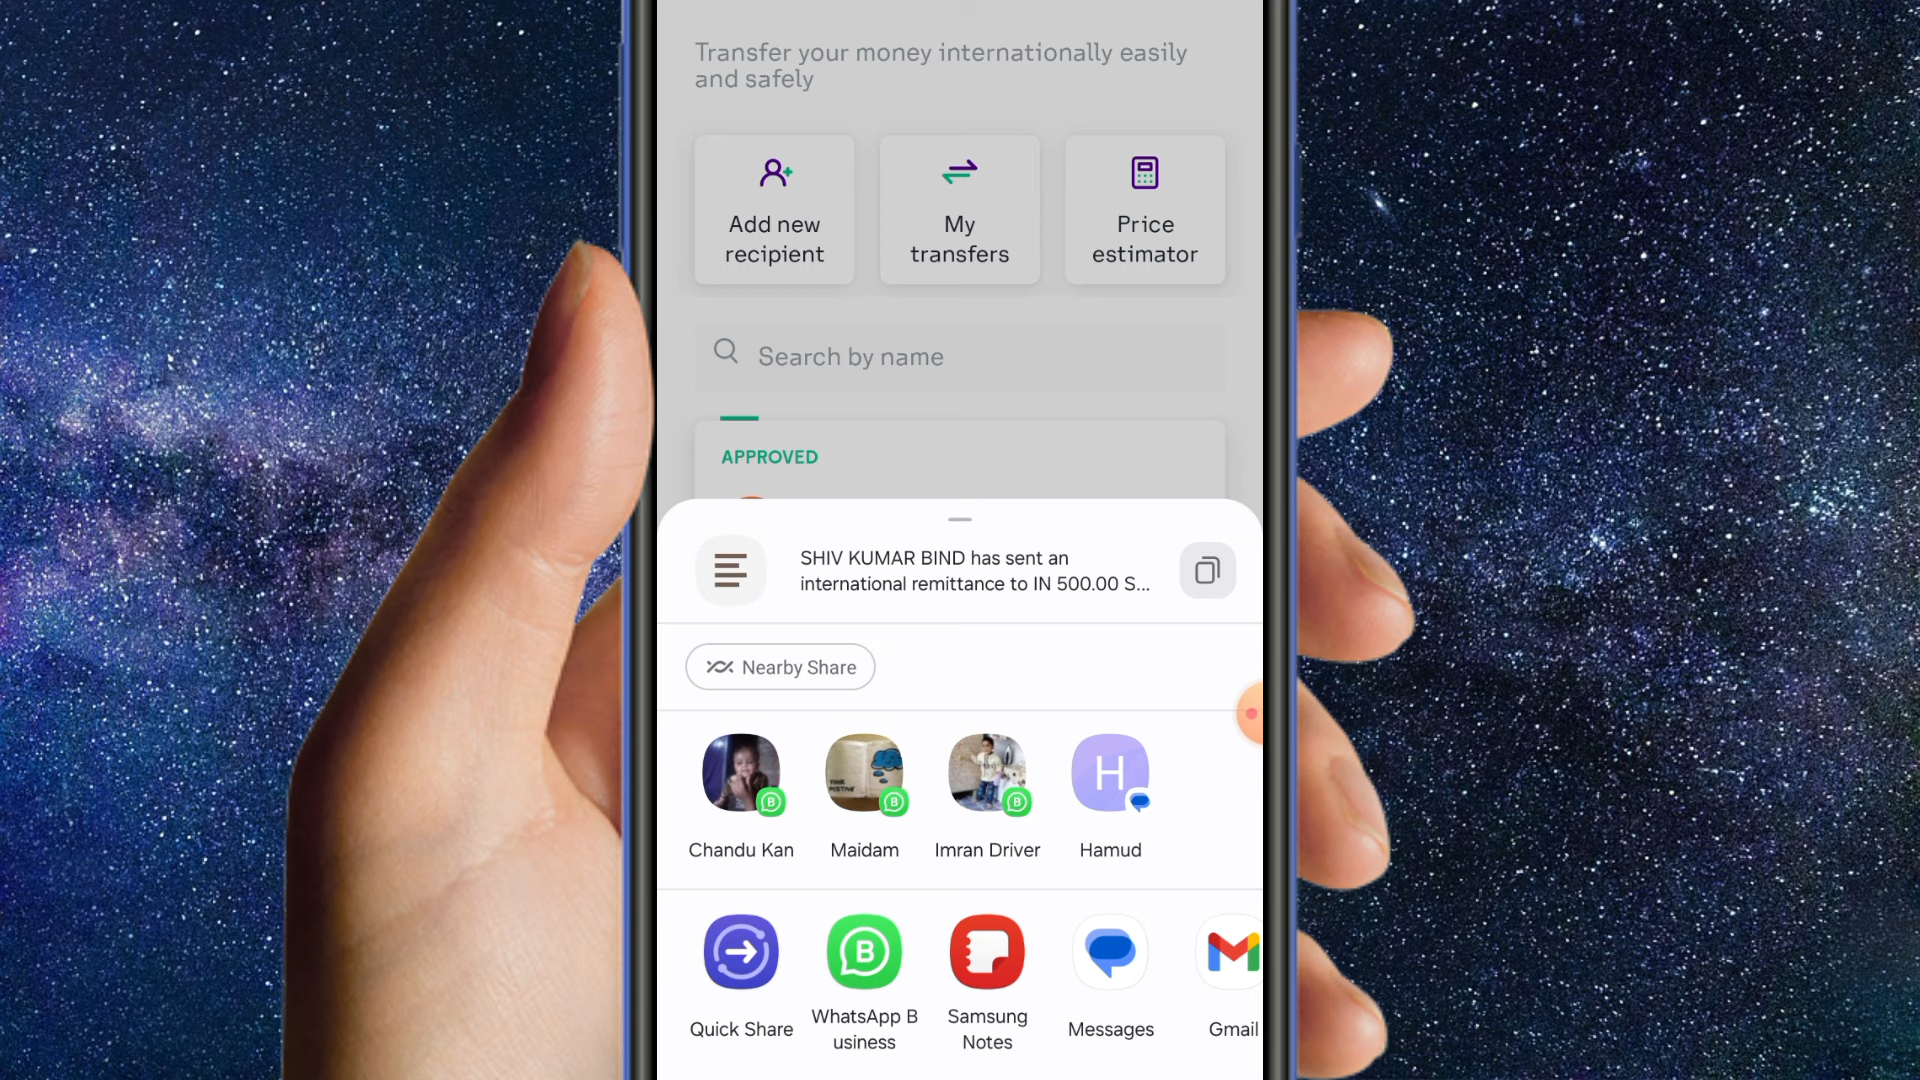 Transfer your money internationally easily
and safely
Add new
recipient
My
transfers
Price
estimator
Search by name
APPROVED
SHIV KUMAR BIND has sent an
international remittance to IN 500.00 S...
Nearby Share
Chandu Kan
Maidam
Imran Driver
H
Hamud
Quick Share
WhatsApp B
usiness
Samsung
Notes
Messages
Gmail